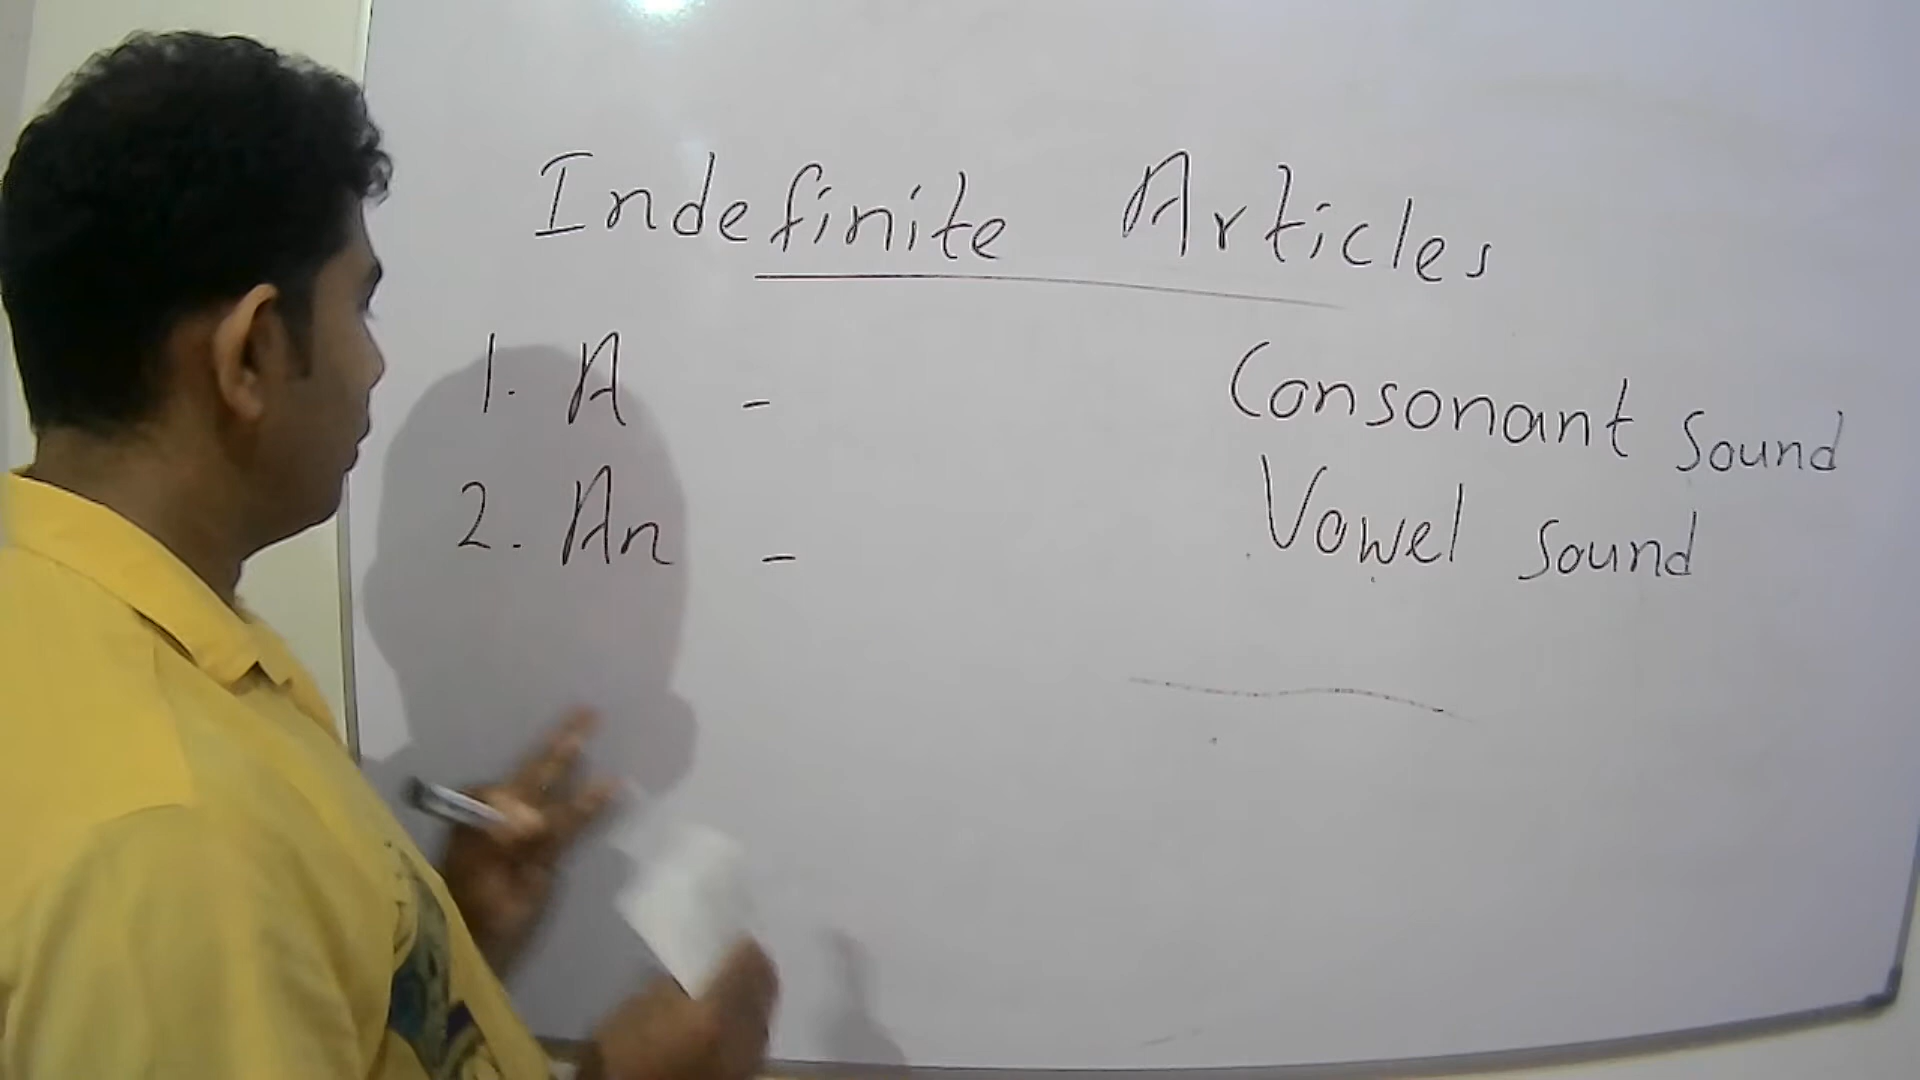 Indefinite Articles
1. A - Consonant Sound
2. An - Vowel Sound